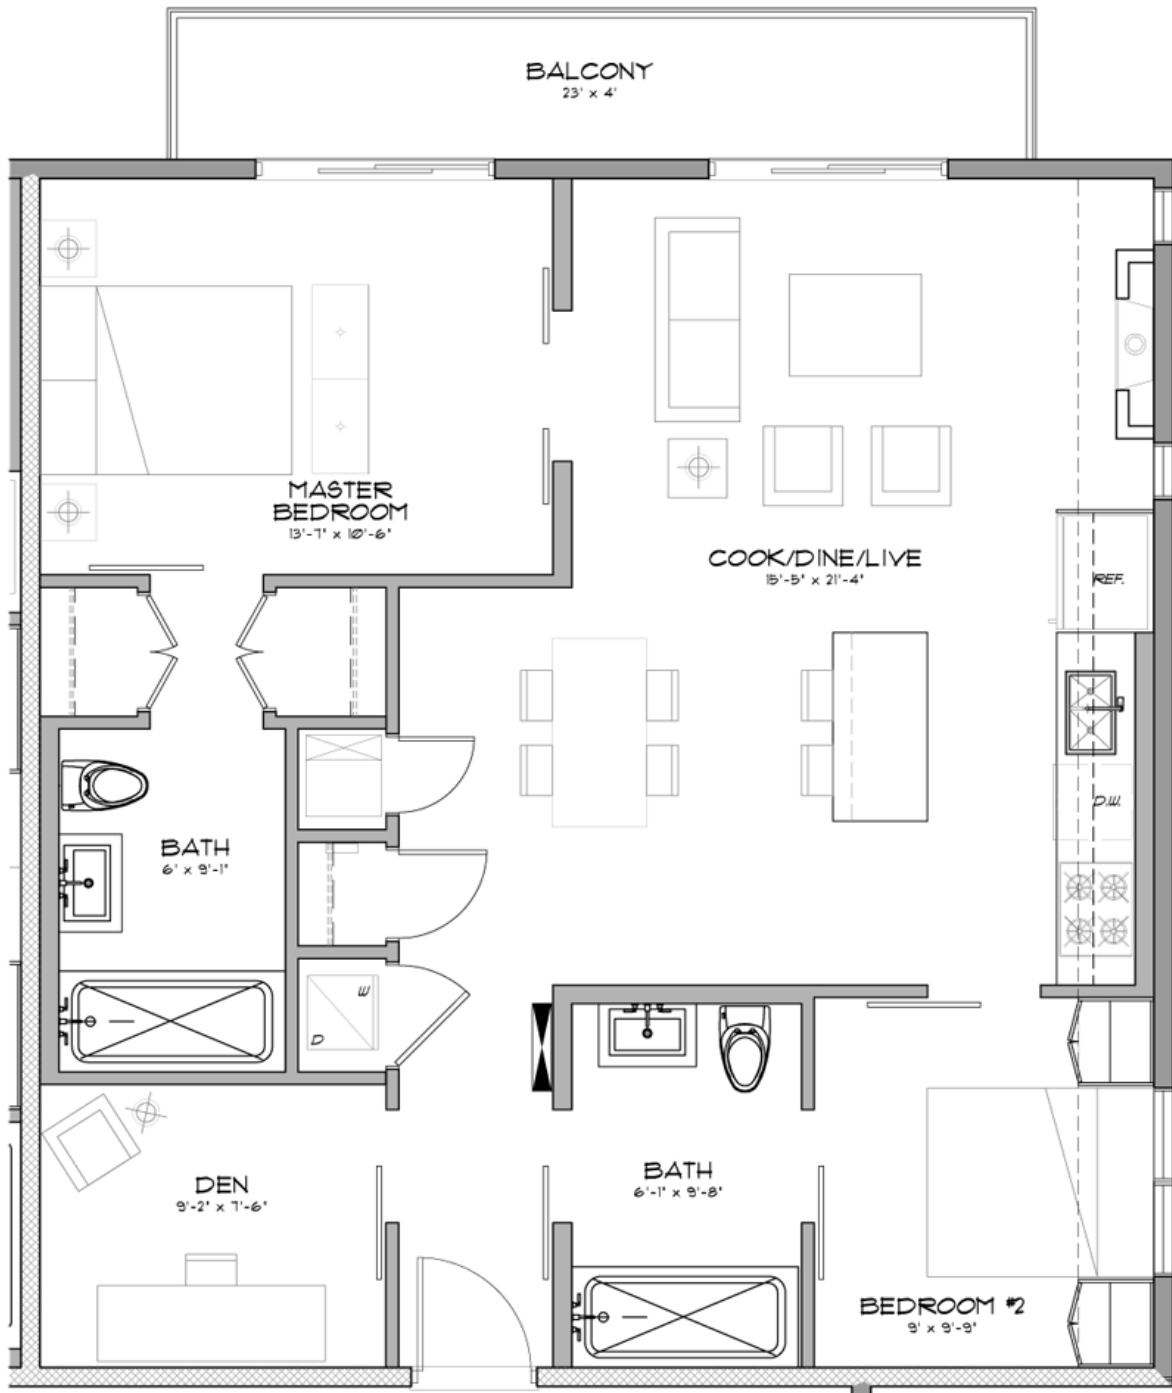 BALCONY
23' x 4'
MASTER
BEDROOM
13'-7" x 10'-6"
COOK/DINE/LIVE
15'-5" x 21'-4"
REF.
D.W.
BATH
6' x 9'-1"
W
D
DEN
9'-2" x 7'-6"
BATH
6'-1" x 9'-8"
BEDROOM #2
9' x 9'-9"